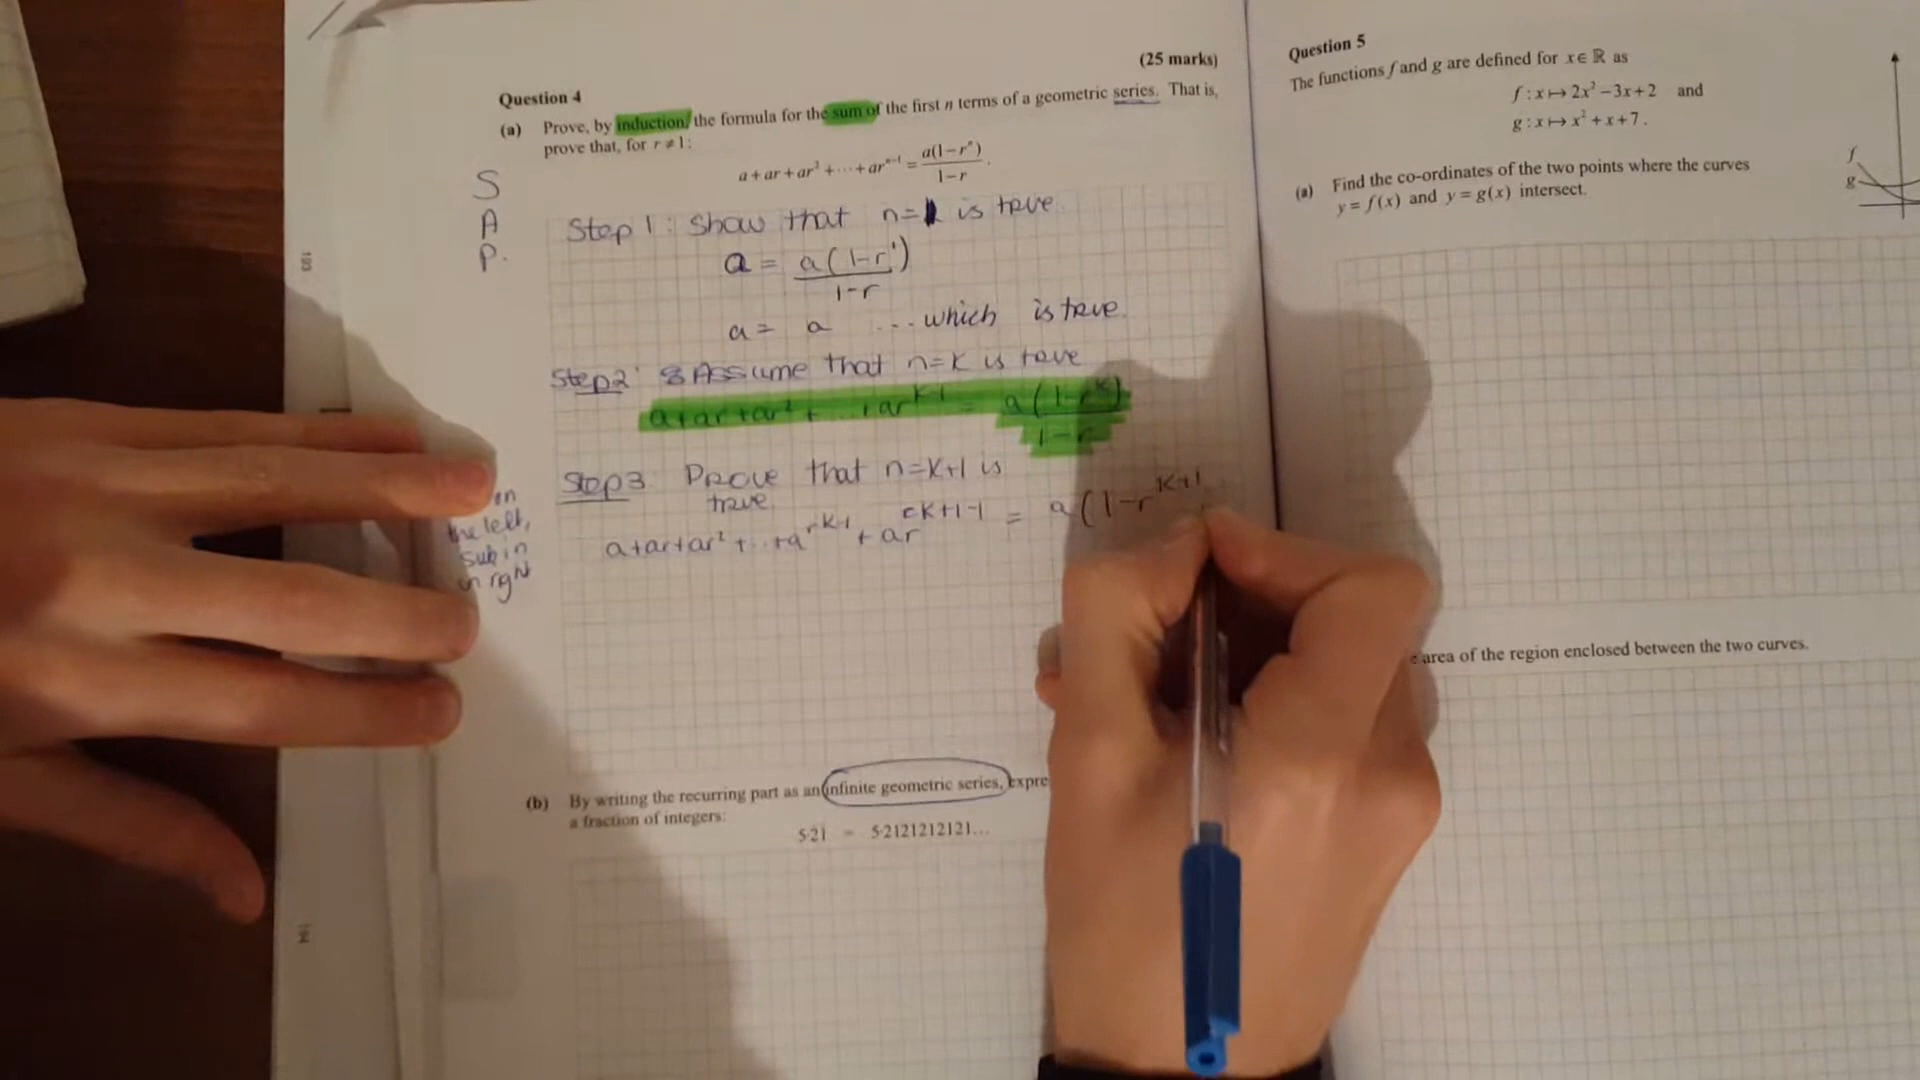 (25 marks)
Question 4
(a) Prove, by induction, the formula for the sum of the first n terms of a geometric series. That is,
prove that, for r ≠ 1:
a + ar + ar² + ··· + arⁿ⁻¹ = a(1−rⁿ)/1−r.
S
A
P.
Step 1: Show that n=1 is true.
a = a(1−r¹)/1−r
a = a ... which is true.
Step 2: Assume that n=k is true
a+ar+ar²+...+ar^k-1 = a(1−r^k)/1−r
Step 3 Prove that n=k+1 is
true
a+ar+ar²+...+ar^k-1 + ar^k+1-1 = a(1−r^k+1
on
the left,
sub in
on right
(b) By writing the recurring part as an infinite geometric series, expre
a fraction of integers:
5·21 = 5·2121212121...
193
194
Question 5
The functions f and g are defined for x ∈ ℝ as
f : x ↦ 2x² − 3x + 2 and
g : x ↦ x² + x + 7.
(a) Find the co-ordinates of the two points where the curves
y = f(x) and y = g(x) intersect.
f
g
area of the region enclosed between the two curves.